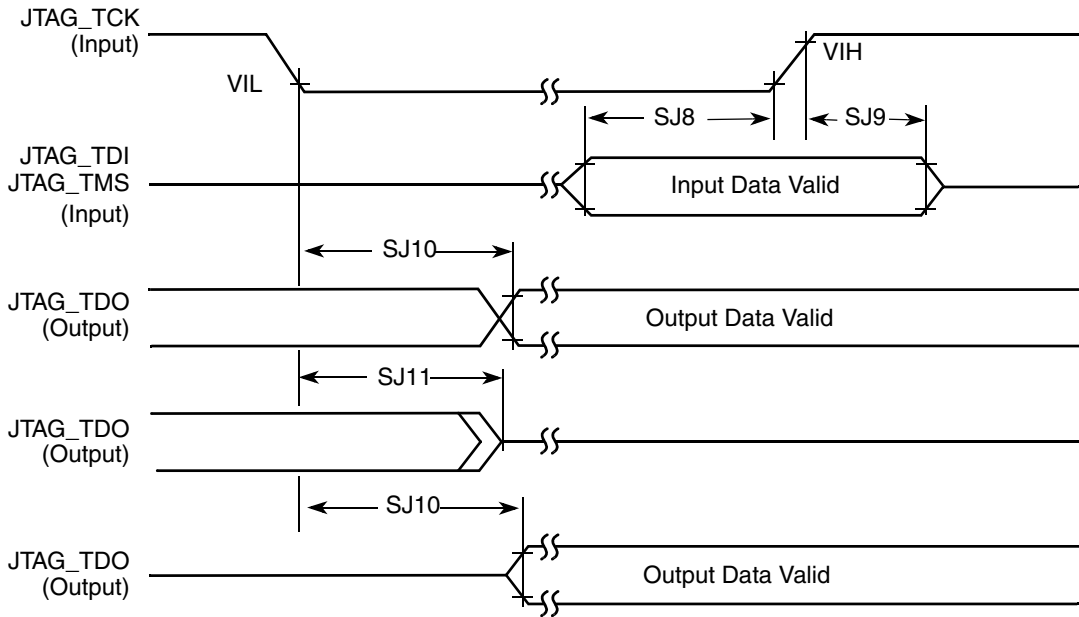 JTAG_TCK
(Input)
VIL
VIH
SJ8
SJ9
JTAG_TDI
JTAG_TMS
(Input)
Input Data Valid
SJ10
JTAG_TDO
(Output)
Output Data Valid
SJ11
JTAG_TDO
(Output)
SJ10
JTAG_TDO
(Output)
Output Data Valid